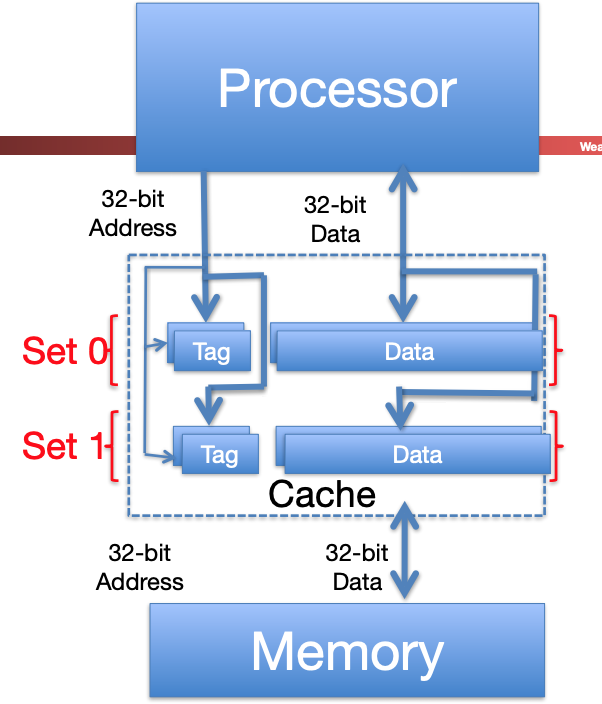 Processor
Wea
32-bit
Address
32-bit
Data
Set 0
Tag
Data
Set 1
Tag
Data
Cache
32-bit
Address
32-bit
Data
Memory